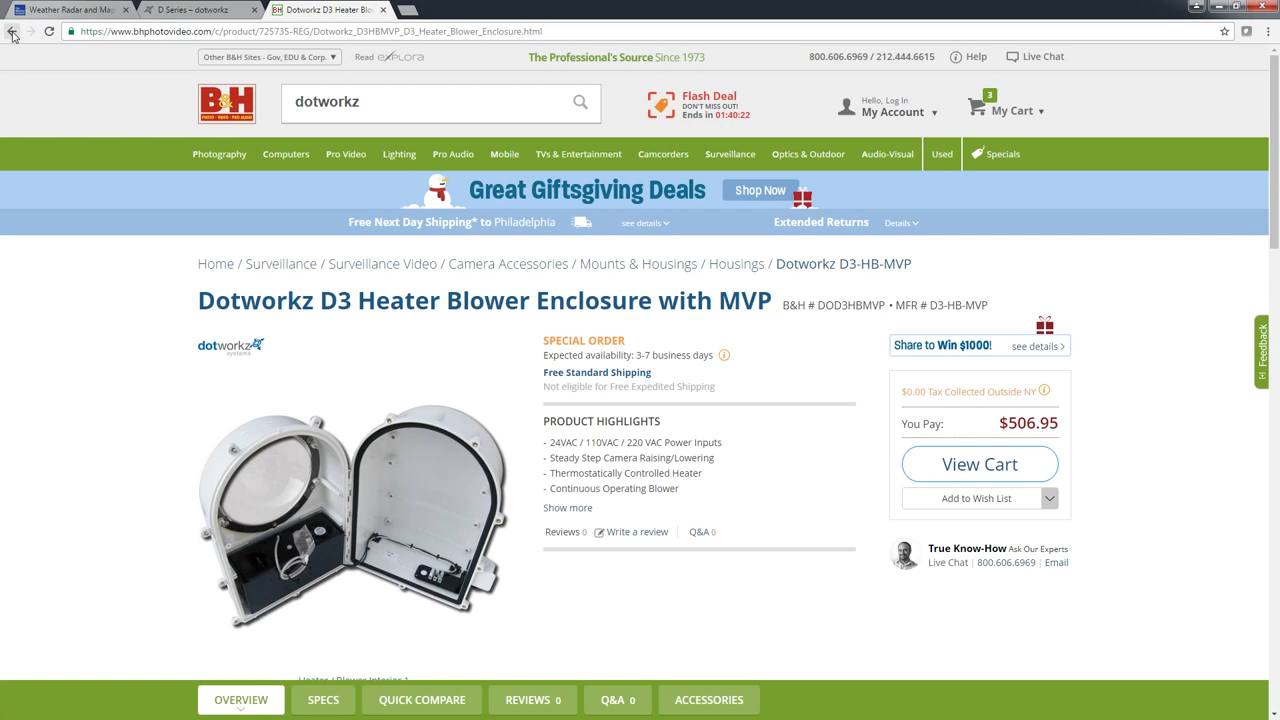 Weather Radar and Ma
D Series – dotworkz
Dotworkz D3 Heater Blo
https://www.bhphotovideo.com/c/product/725735-REG/Dotworkz_D3HBMVP_D3_Heater_Blower_Enclosure.html
Other B&H Sites - Gov, EDU & Corp.
Read explora
The Professional's Source Since 1973
800.606.6969 / 212.444.6615
Help
Live Chat
B&H
PHOTO · VIDEO · PRO AUDIO
dotworkz
Flash Deal
DON'T MISS OUT!
Ends in 01:40:22
Hello, Log In
My Account
3
My Cart
Photography Computers Pro Video Lighting Pro Audio Mobile TVs & Entertainment Camcorders Surveillance Optics & Outdoor Audio-Visual Used Specials
Great Giftsgiving Deals Shop Now
Free Next Day Shipping* to Philadelphia see details Extended Returns Details
Home / Surveillance / Surveillance Video / Camera Accessories / Mounts & Housings / Housings / Dotworkz D3-HB-MVP
Dotworkz D3 Heater Blower Enclosure with MVP B&H # DOD3HBMVP • MFR # D3-HB-MVP
dotworkz
systems
SPECIAL ORDER
Expected availability: 3-7 business days
Free Standard Shipping
Not eligible for Free Expedited Shipping
PRODUCT HIGHLIGHTS
- 24VAC / 110VAC / 220 VAC Power Inputs
- Steady Step Camera Raising/Lowering
- Thermostatically Controlled Heater
- Continuous Operating Blower
Show more
Reviews 0 Write a review Q&A 0
Share to Win $1000! see details >
$0.00 Tax Collected Outside NY
You Pay: $506.95
View Cart
Add to Wish List
True Know-How Ask Our Experts
Live Chat | 800.606.6969 | Email
Feedback
Heater / Blower Interior 1
OVERVIEW SPECS QUICK COMPARE REVIEWS 0 Q&A 0 ACCESSORIES